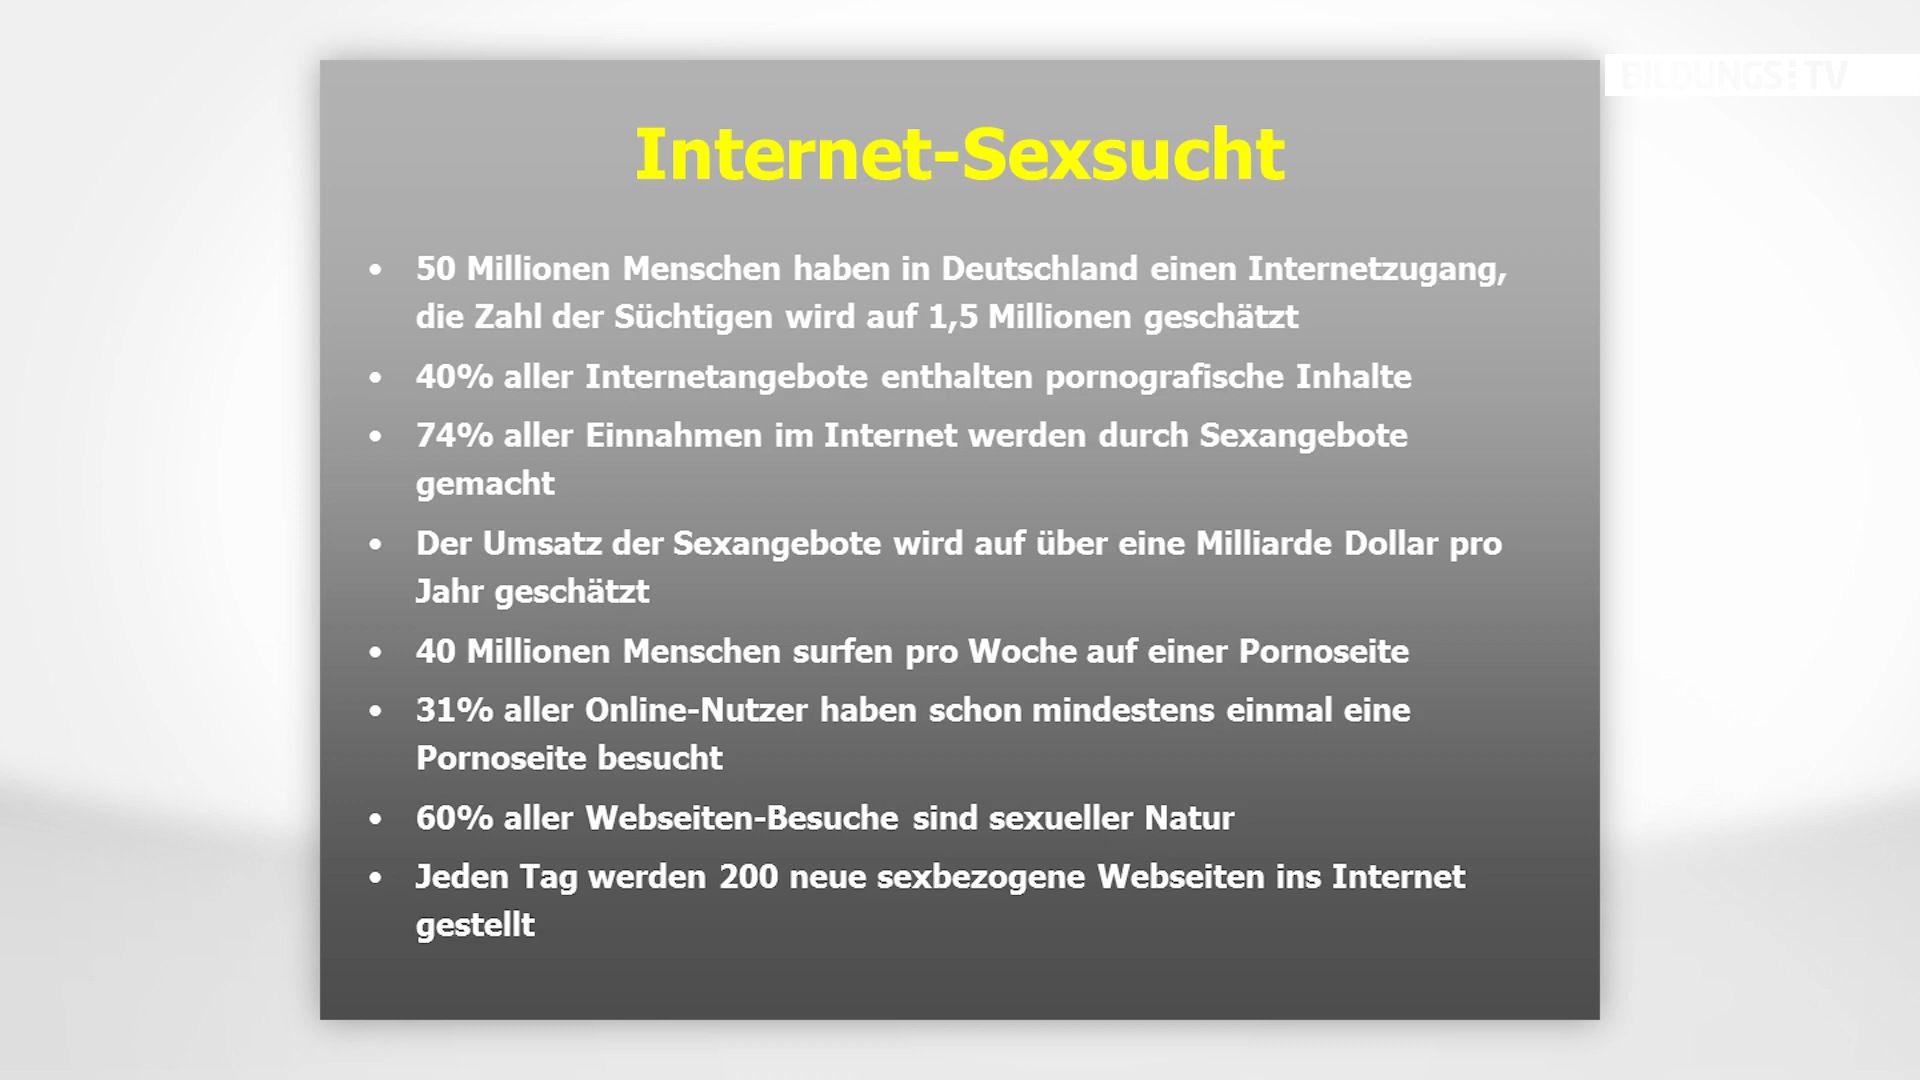 BILDUNGS TV
Internet-Sexsucht
• 50 Millionen Menschen haben in Deutschland einen Internetzugang,
die Zahl der Süchtigen wird auf 1,5 Millionen geschätzt
• 40% aller Internetangebote enthalten pornografische Inhalte
• 74% aller Einnahmen im Internet werden durch Sexangebote
gemacht
• Der Umsatz der Sexangebote wird auf über eine Milliarde Dollar pro
Jahr geschätzt
• 40 Millionen Menschen surfen pro Woche auf einer Pornoseite
• 31% aller Online-Nutzer haben schon mindestens einmal eine
Pornoseite besucht
• 60% aller Webseiten-Besuche sind sexueller Natur
• Jeden Tag werden 200 neue sexbezogene Webseiten ins Internet
gestellt